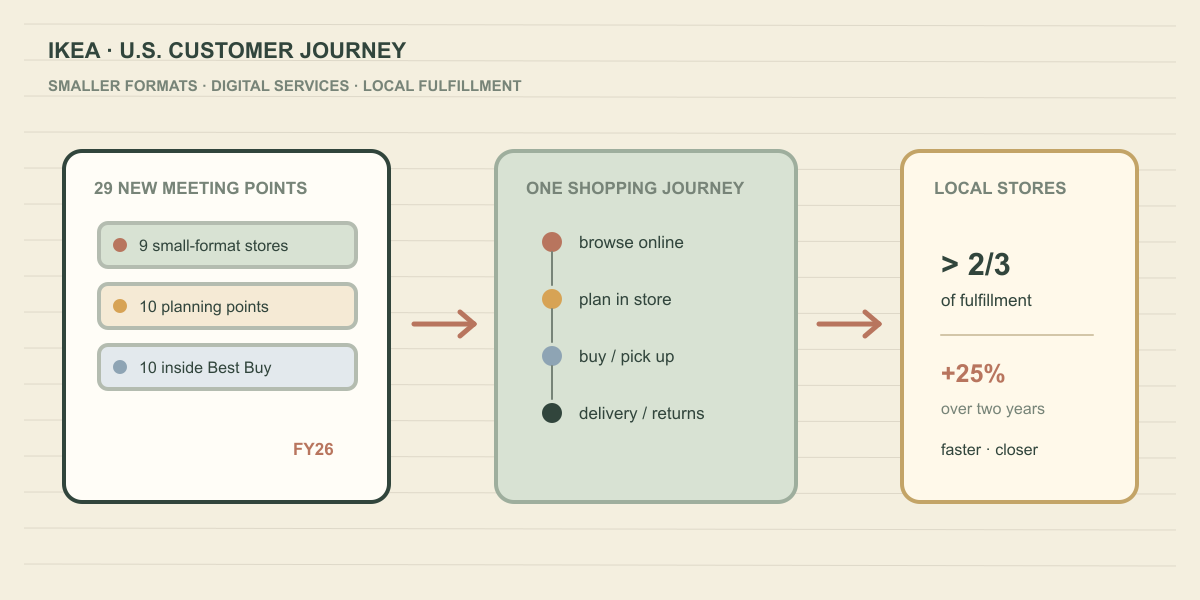 IKEA · U.S. CUSTOMER JOURNEY
SMALLER FORMATS · DIGITAL SERVICES · LOCAL FULFILLMENT
29 NEW MEETING POINTS
9 small-format stores
10 planning points
10 inside Best Buy
FY26
ONE SHOPPING JOURNEY
browse online
plan in store
buy / pick up
delivery / returns
LOCAL STORES
> 2/3
of fulfillment
+25%
over two years
faster · closer